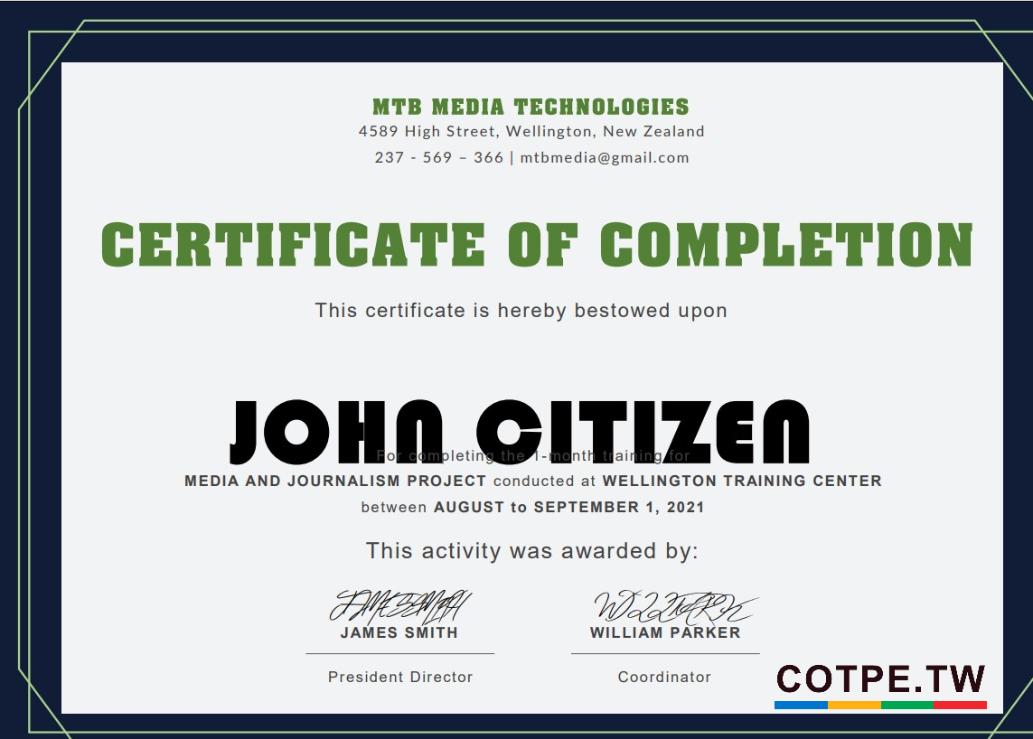 MTB MEDIA TECHNOLOGIES
4589 High Street, Wellington, New Zealand
237 - 569 – 366 | mtbmedia@gmail.com
CERTIFICATE OF COMPLETION
This certificate is hereby bestowed upon
JOHN CITIZEN
For completing the 1-month training for
MEDIA AND JOURNALISM PROJECT conducted at WELLINGTON TRAINING CENTER
between AUGUST to SEPTEMBER 1, 2021
This activity was awarded by:
JAMES SMITH WILLIAM PARKER
President Director Coordinator
COTPE.TW